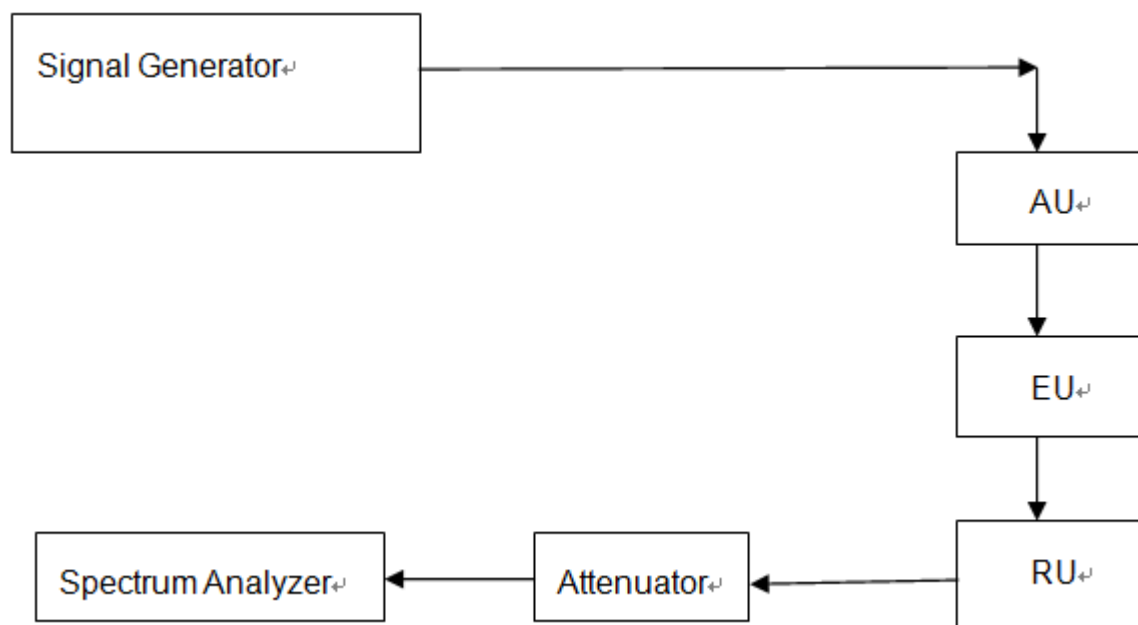 Signal Generator↵
AU↵
EU↵
RU↵
Attenuator↵
Spectrum Analyzer↵